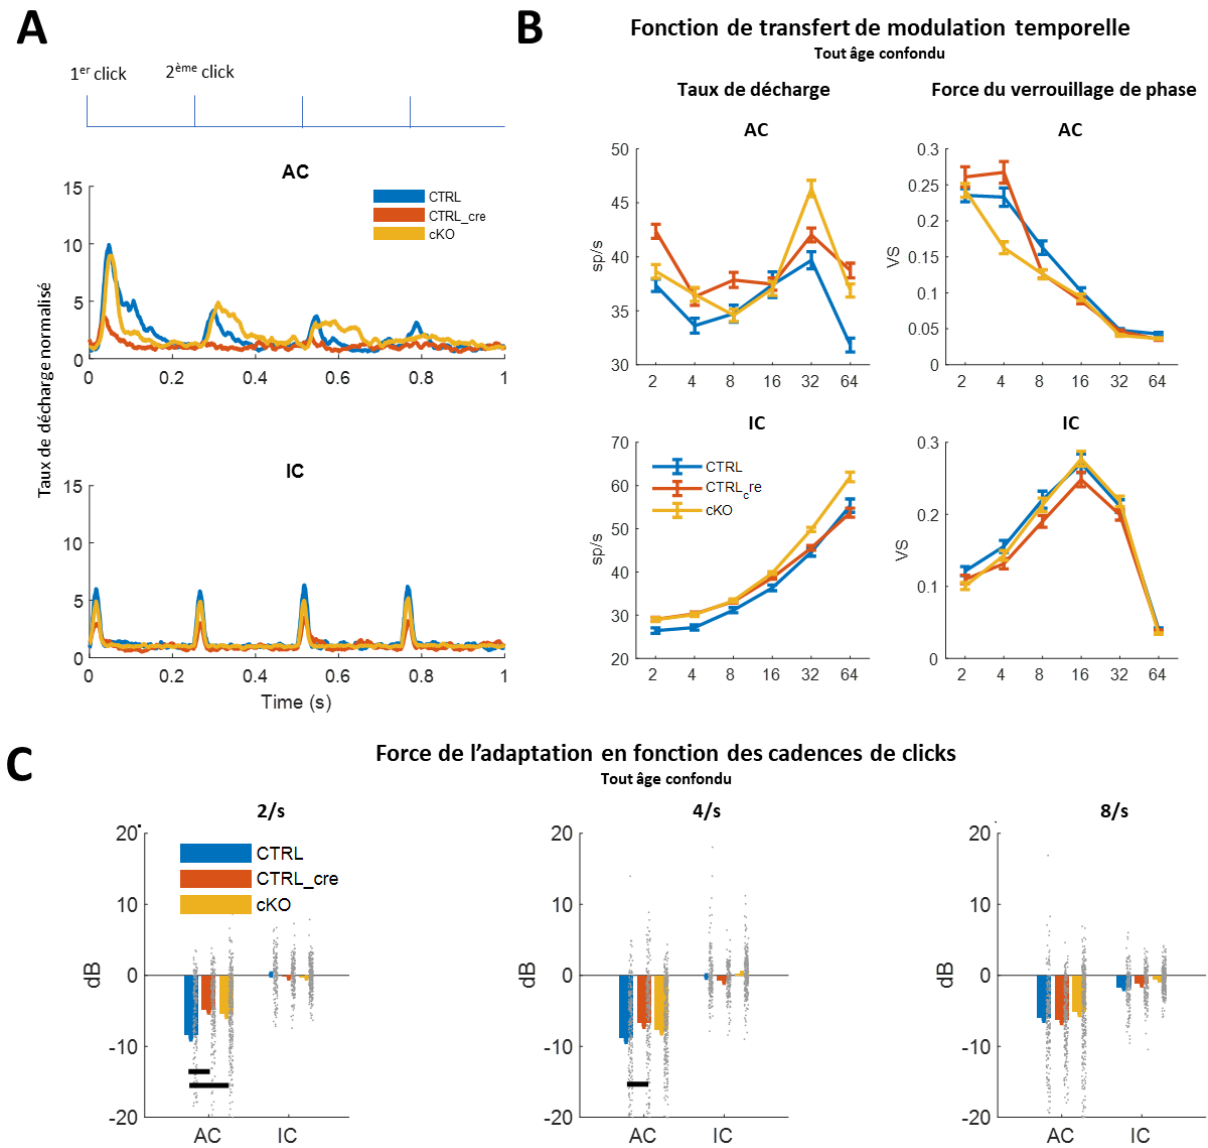 A
1er click
2ème click
AC
15
10
5
0
CTRL
CTRL_cre
cKO
0
0.2
0.4
0.6
0.8
1
Taux de décharge normalisé
IC
15
10
5
0
0
0.2
0.4
0.6
0.8
1
Time (s)
B
Fonction de transfert de modulation temporelle
Tout âge confondu
Taux de décharge
Force du verrouillage de phase
AC
50
45
40
35
30
sp/s
2
4
8
16
32
64
AC
0.3
0.25
0.2
0.15
0.1
0.05
0
VS
2
4
8
16
32
64
IC
70
60
50
40
30
20
sp/s
CTRL
CTRL_cre
cKO
2
4
8
16
32
64
IC
0.3
0.2
0.1
0
VS
2
4
8
16
32
64
C
Force de l'adaptation en fonction des cadences de clicks
Tout âge confondu
2/s
20
10
0
-10
-20
dB
CTRL
CTRL_cre
cKO
AC
IC
4/s
20
10
0
-10
-20
dB
AC
IC
8/s
20
10
0
-10
-20
dB
AC
IC